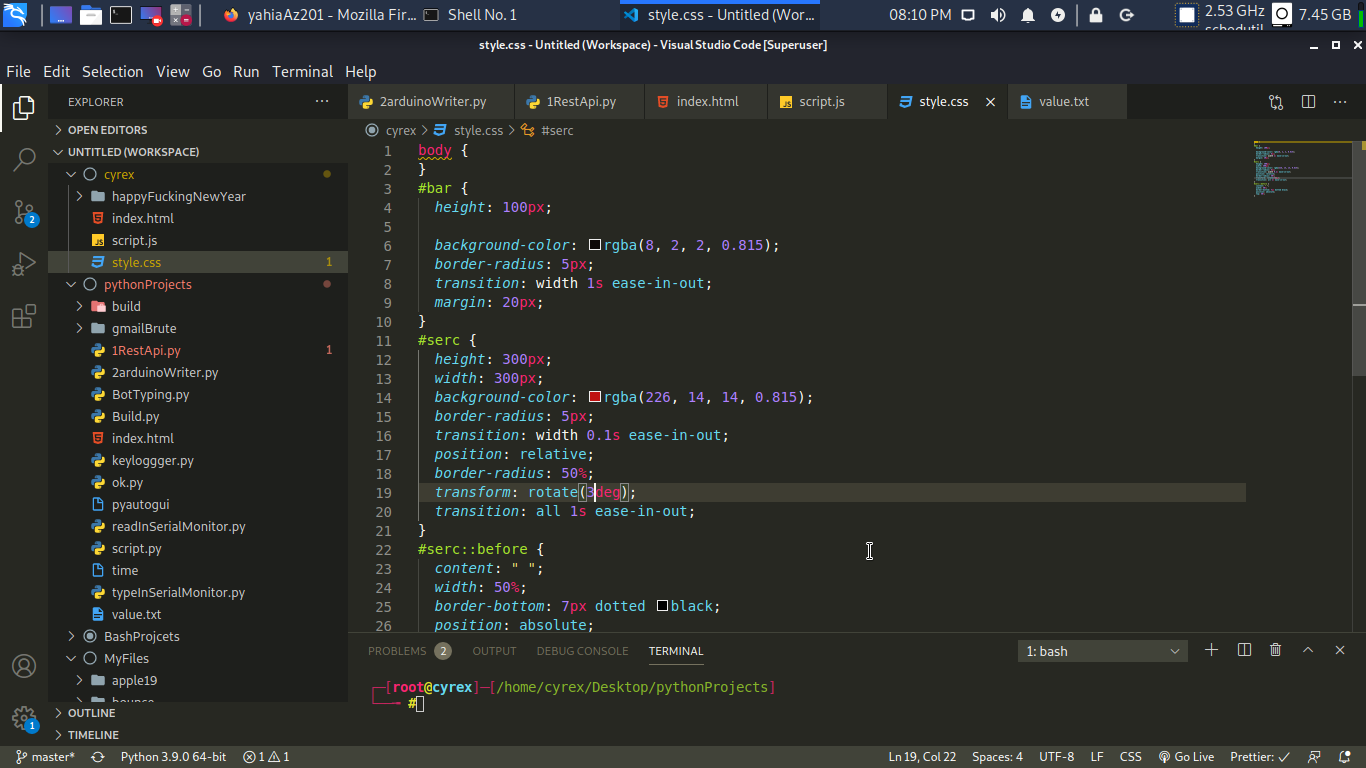 yahiaAz201 - Mozilla Fir...
Shell No. 1
style.css - Untitled (Wor...
08:10 PM
2.53 GHz
schedutil
7.45 GB
style.css - Untitled (Workspace) - Visual Studio Code [Superuser]
File Edit Selection View Go Run Terminal Help
EXPLORER
2arduinoWriter.py
1RestApi.py
index.html
JS script.js
style.css
value.txt
OPEN EDITORS
cyrex > style.css > #serc
UNTITLED (WORKSPACE)
cyrex
happyFuckingNewYear
index.html
JS script.js
style.css 1
pythonProjects
build
gmailBrute
1RestApi.py 1
2arduinoWriter.py
BotTyping.py
Build.py
index.html
keyloggger.py
ok.py
pyautogui
readInSerialMonitor.py
script.py
time
typeInSerialMonitor.py
value.txt
BashProjcets
MyFiles
apple19
bounce
OUTLINE
TIMELINE
2
1
1 body {
2 }
3 #bar {
4 height: 100px;
5
6 background-color: rgba(8, 2, 2, 0.815);
7 border-radius: 5px;
8 transition: width 1s ease-in-out;
9 margin: 20px;
10 }
11 #serc {
12 height: 300px;
13 width: 300px;
14 background-color: rgba(226, 14, 14, 0.815);
15 border-radius: 5px;
16 transition: width 0.1s ease-in-out;
17 position: relative;
18 border-radius: 50%;
19 transform: rotate(3deg);
20 transition: all 1s ease-in-out;
21 }
22 #serc::before {
23 content: " ";
24 width: 50%;
25 border-bottom: 7px dotted black;
26 position: absolute;
PROBLEMS 2 OUTPUT DEBUG CONSOLE TERMINAL
1: bash
[root@cyrex]─[/home/cyrex/Desktop/pythonProjects]
#
master* Python 3.9.0 64-bit 1 1
Ln 19, Col 22 Spaces: 4 UTF-8 LF CSS Go Live Prettier: ✓